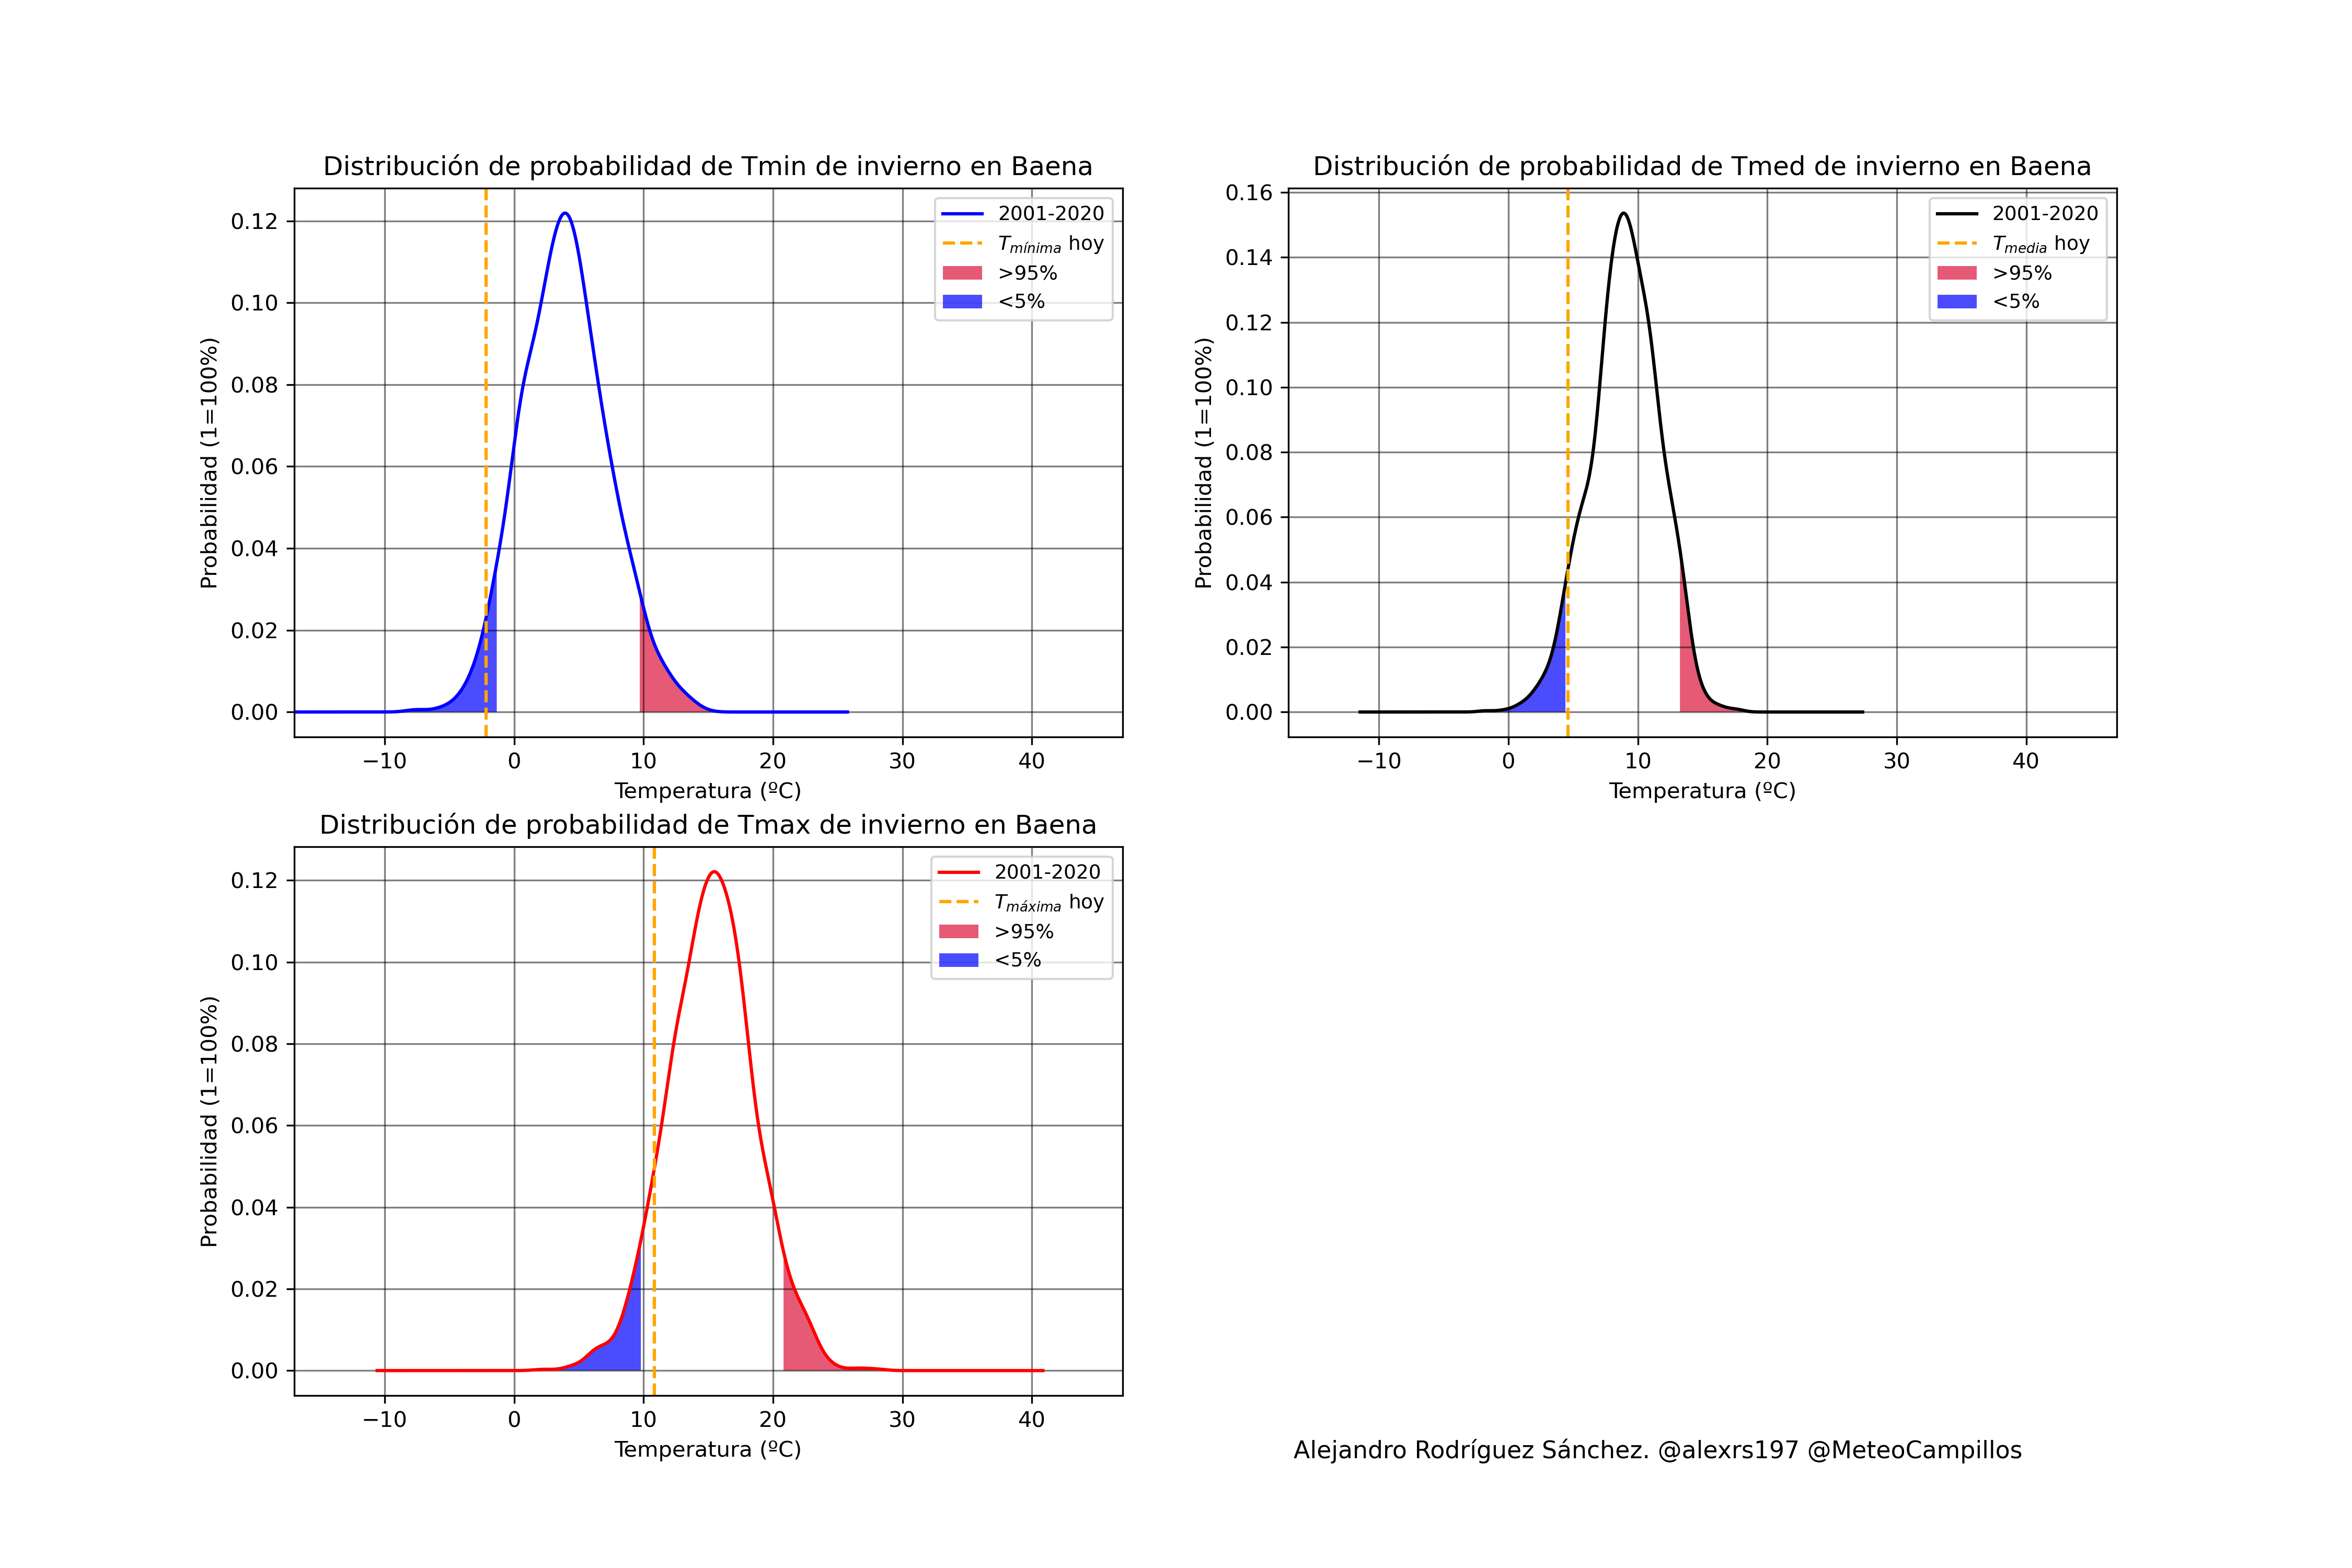 Distribución de probabilidad de Tmin de invierno en Baena
0.12
0.10
0.08
0.06
0.04
0.02
0.00
Probabilidad (1=100%)
2001-2020
Tmínima hoy
>95%
<5%
−10 0 10 20 30 40
Temperatura (ºC)
Distribución de probabilidad de Tmed de invierno en Baena
0.16
0.14
0.12
0.10
0.08
0.06
0.04
0.02
0.00
Probabilidad (1=100%)
2001-2020
Tmedia hoy
>95%
<5%
−10 0 10 20 30 40
Temperatura (ºC)
Distribución de probabilidad de Tmax de invierno en Baena
0.12
0.10
0.08
0.06
0.04
0.02
0.00
Probabilidad (1=100%)
2001-2020
Tmáxima hoy
>95%
<5%
−10 0 10 20 30 40
Temperatura (ºC)
Alejandro Rodríguez Sánchez. @alexrs197 @MeteoCampillos